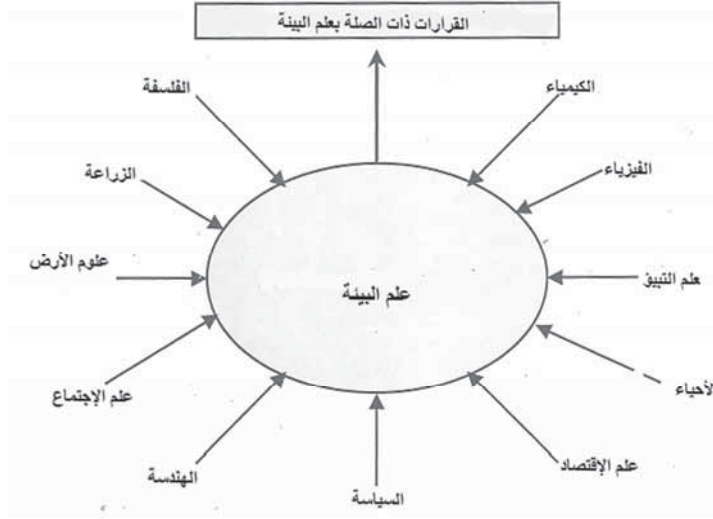 القرارات ذات الصلة بعلم البيئة
الكيمياء
الفلسفة
الفيزياء
الزراعة
علم التبيؤ
علوم الأرض
علم البيئة
لأحياء
علم الإجتماع
علم الإقتصاد
الهندسة
السياسة